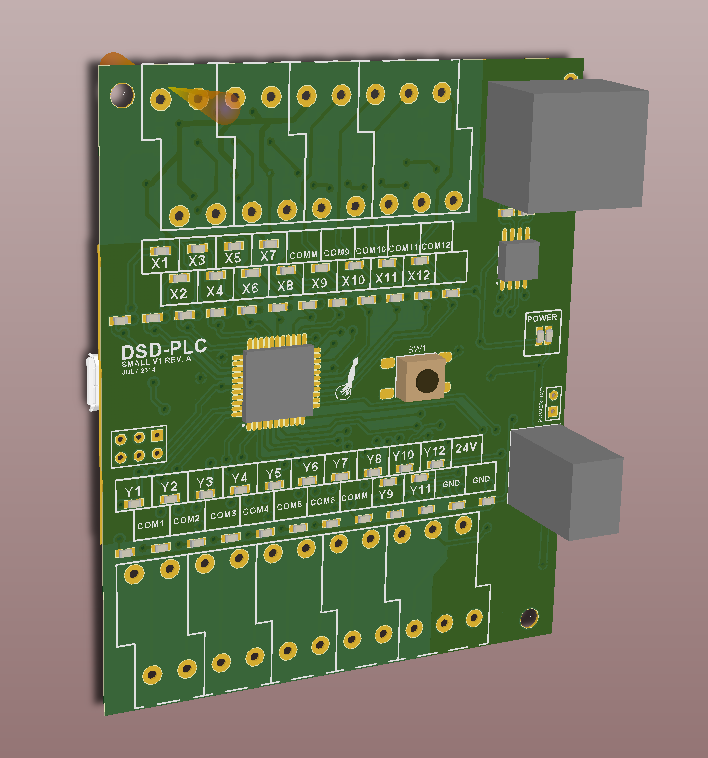 X1 X3 X5 X7 COMM COM9 COM10 COM11 COM12
X2 X4 X6 X8 X9 X10 X11 X12
DSD-PLC
SMALL V1 REV. A
JULY 2014
SW1
POWER
Y1 Y2 Y3 Y4 Y5 Y6 Y7 Y8 Y10 Y12 24V
COM1 COM2 COM3 COM4 COM5 COM6 COMM Y9 Y11 GND GND